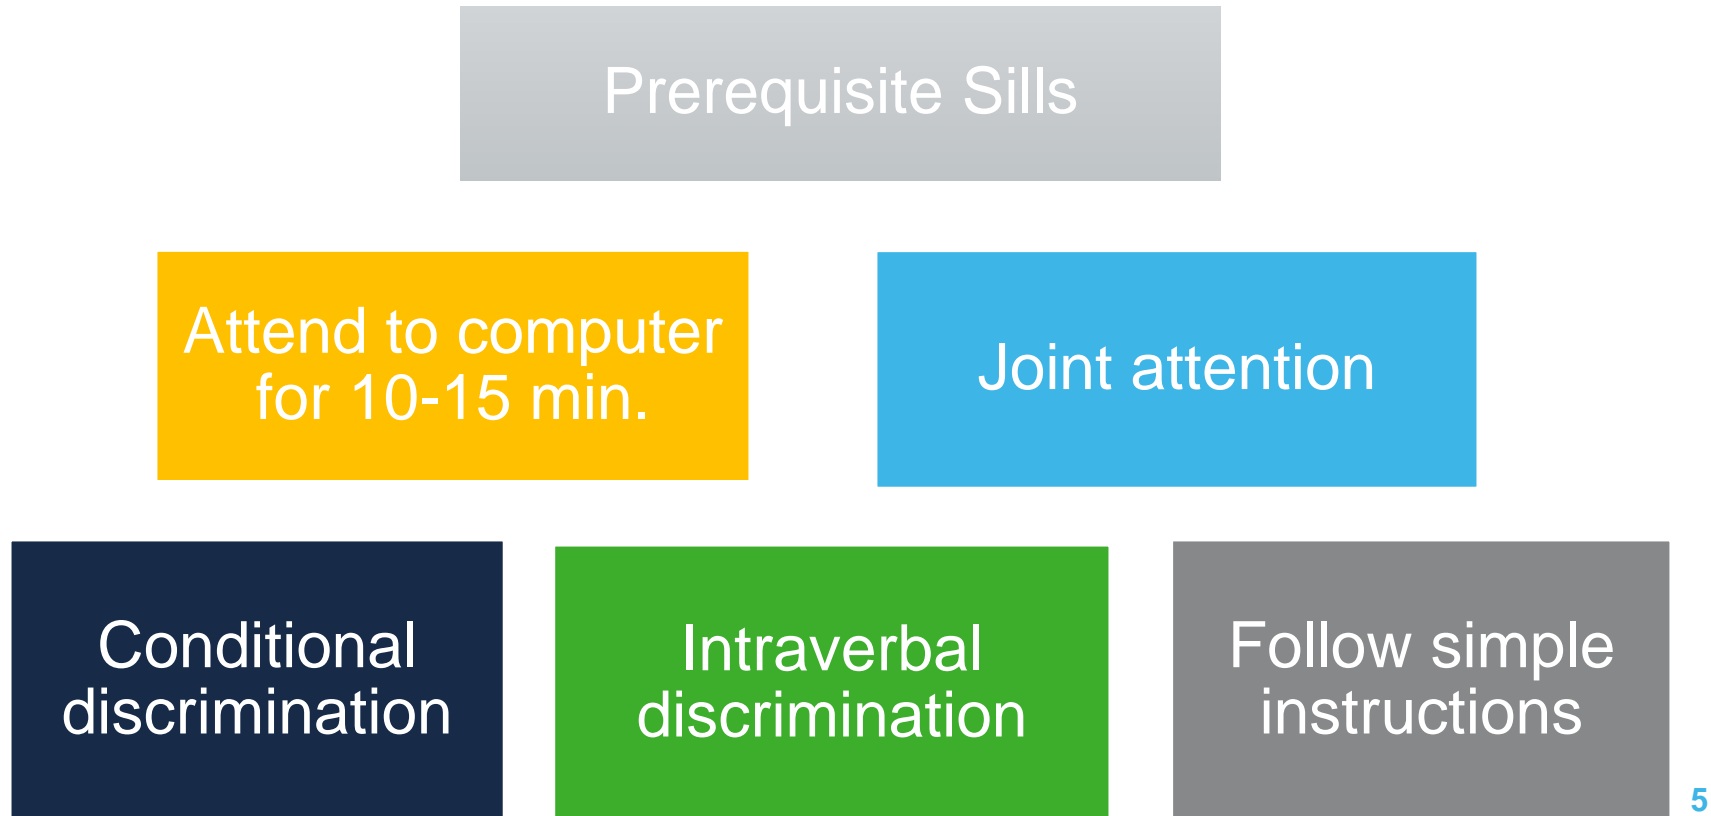 Prerequisite Sills
Attend to computer
for 10-15 min.
Joint attention
Conditional
discrimination
Intraverbal
discrimination
Follow simple
instructions
5